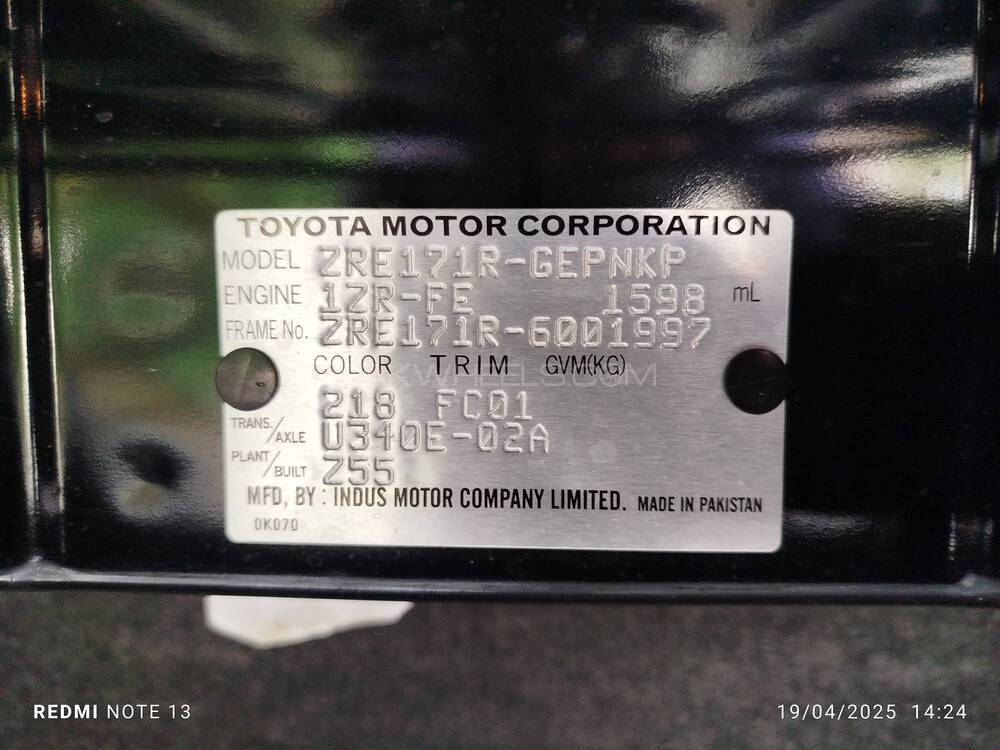 TOYOTA MOTOR CORPORATION
MODEL ZRE171R-GEPNKP
ENGINE 1ZR-FE 1598 mL
FRAME No. ZRE171R-6001997
COLOR TRIM GVM(KG)
218 FC01
TRANS./AXLE U340E-02A
PLANT/BUILT Z55
MFD, BY : INDUS MOTOR COMPANY LIMITED. MADE IN PAKISTAN
0K070
REDMI NOTE 13
19/04/2025 14:24